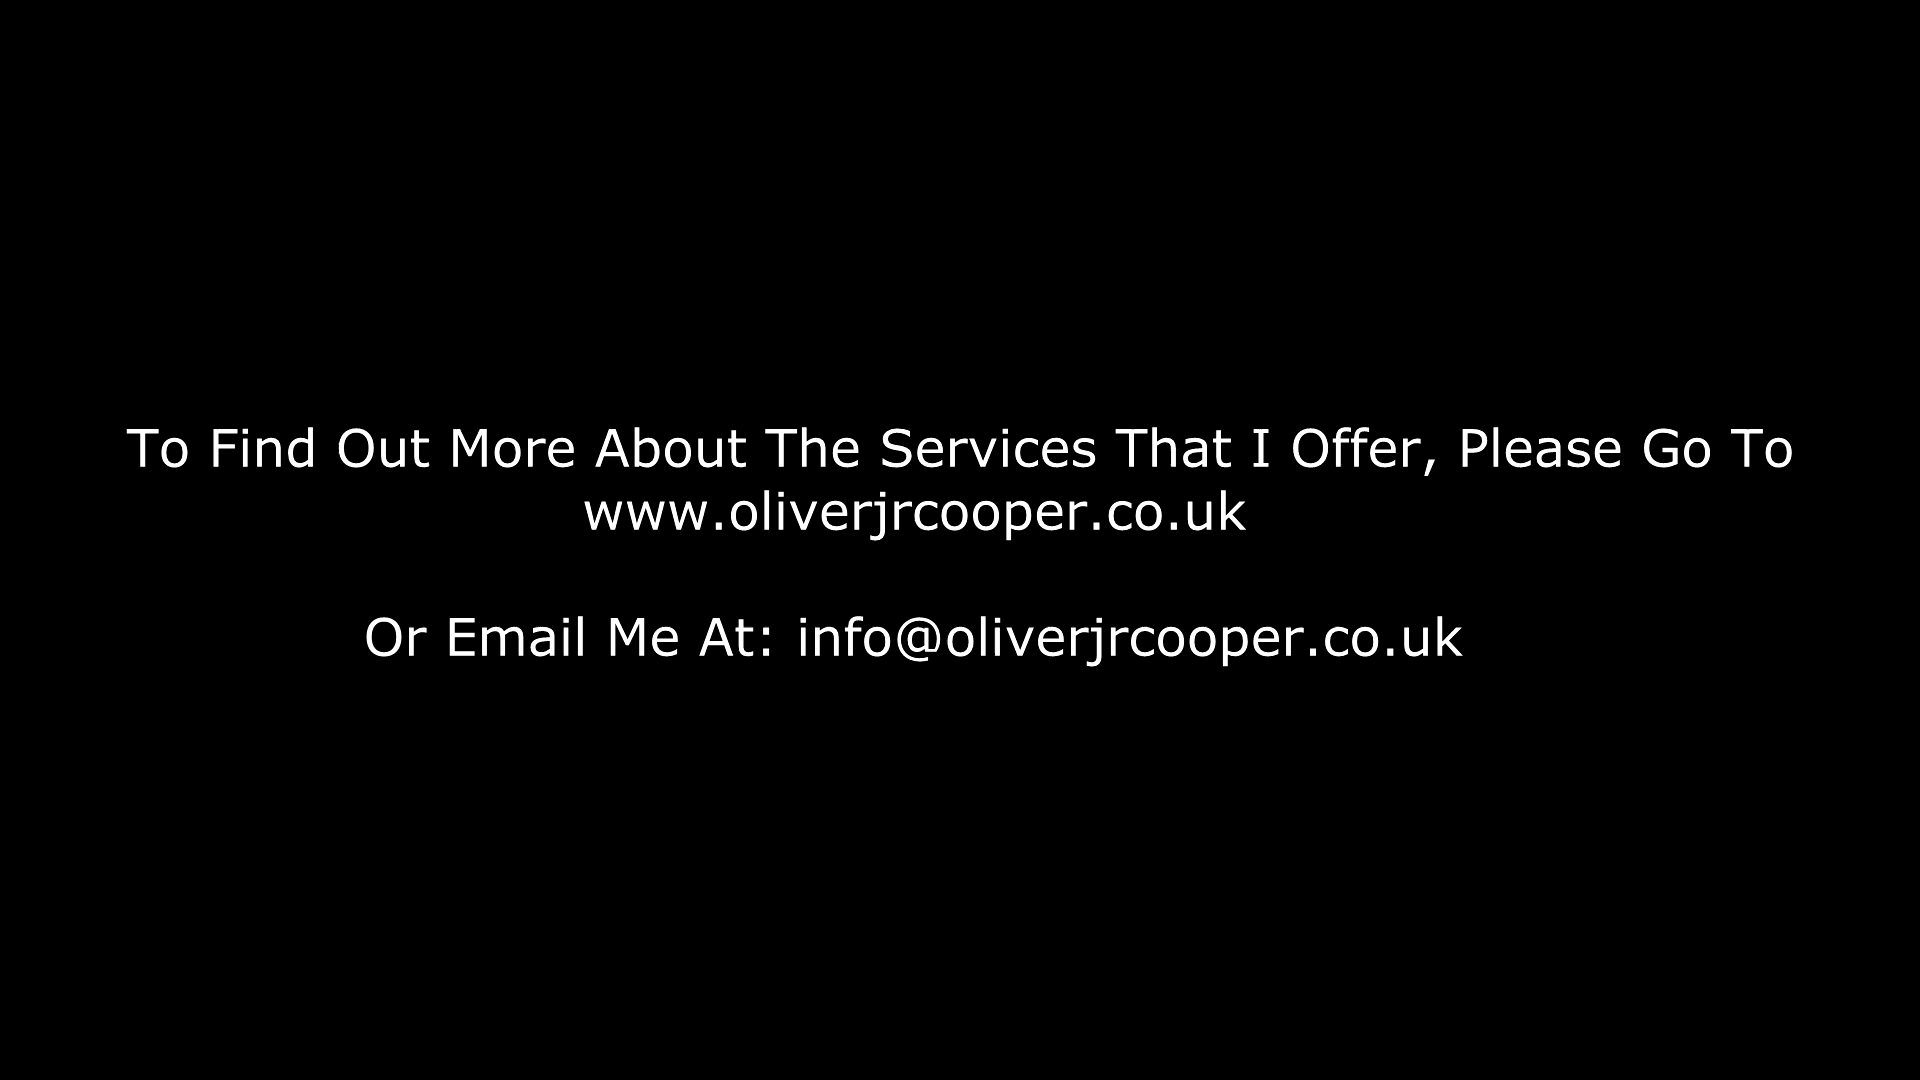 To Find Out More About The Services That I Offer, Please Go To
www.oliverjrcooper.co.uk
Or Email Me At: info@oliverjrcooper.co.uk